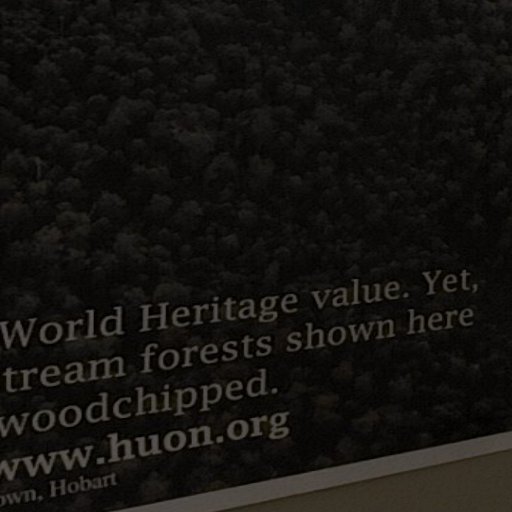 World Heritage value. Yet,
tream forests shown here
woodchipped.
www.huon.org
own, Hobart